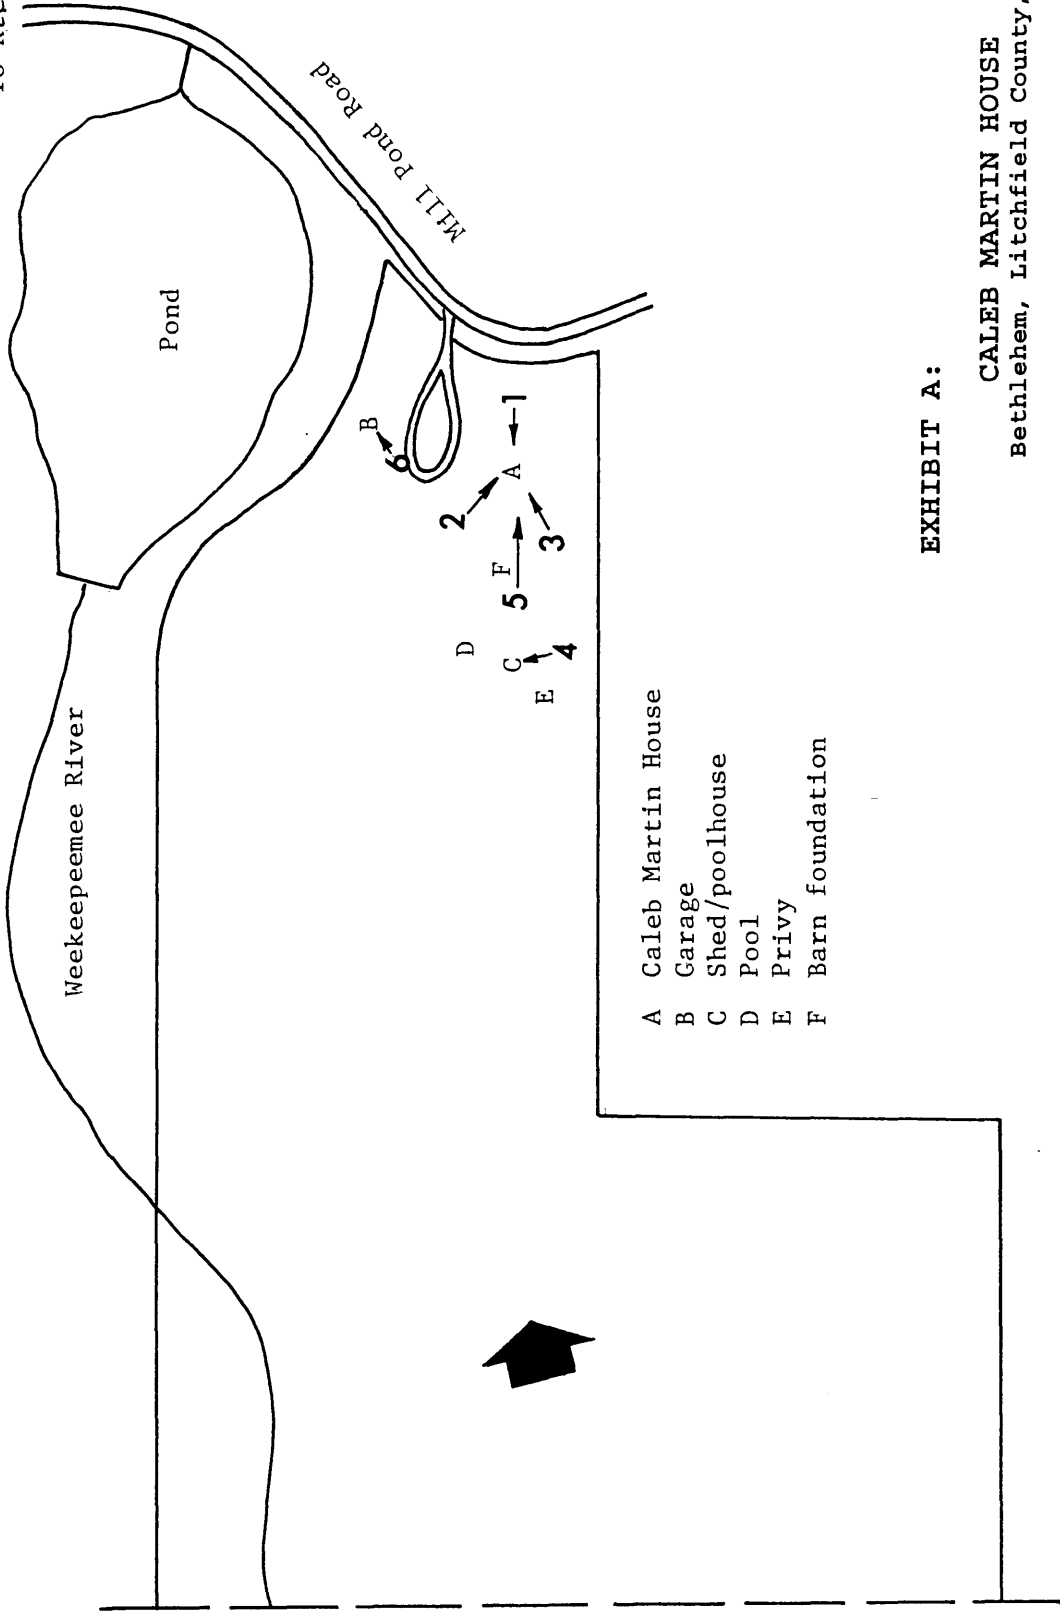 Weekeepeemee River
Pond
Mill Pond Road
1
2
3
4
5
6
A
B
C
D
E
F
A Caleb Martin House
B Garage
C Shed/poolhouse
D Pool
E Privy
F Barn foundation
EXHIBIT A:
CALEB MARTIN HOUSE
Bethlehem, Litchfield County,